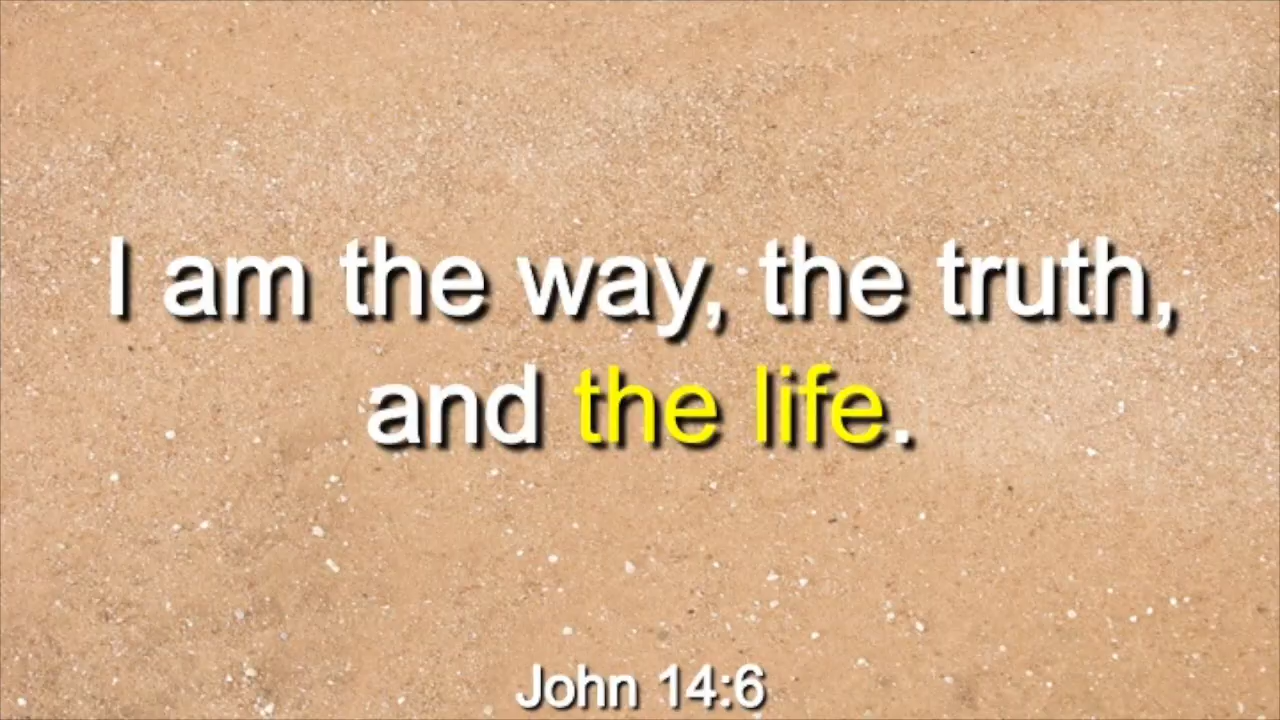 I am the way, the truth,
and the life.
John 14:6